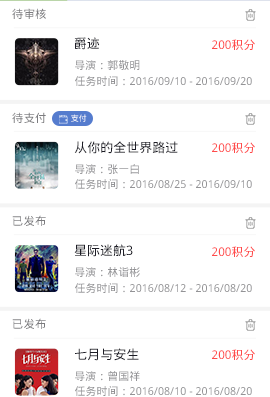 待审核
爵迹
200积分
导演：郭敬明
任务时间：2016/09/10 - 2016/09/20
待支付 支付
从你的全世界路过
200积分
导演：张一白
任务时间：2016/08/25 - 2016/09/10
已发布
星际迷航3
200积分
导演：林诣彬
任务时间：2016/08/12 - 2016/08/20
已发布
七月与安生
200积分
导演：曾国祥
任务时间：2016/08/10 - 2016/08/20